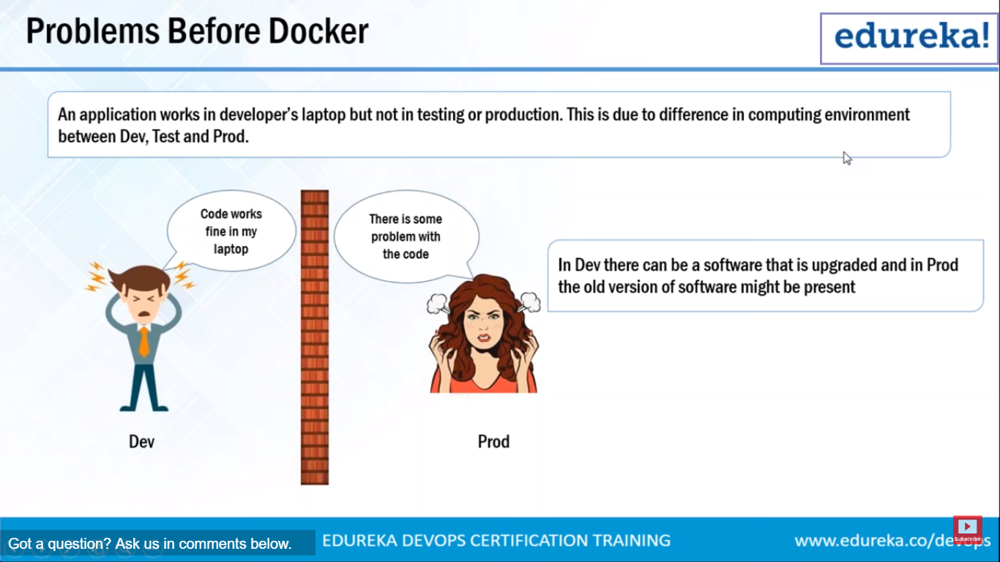 Problems Before Docker
edureka!
An application works in developer's laptop but not in testing or production. This is due to difference in computing environment
between Dev, Test and Prod.
Code works
fine in my
laptop
There is some
problem with
the code
In Dev there can be a software that is upgraded and in Prod
the old version of software might be present
Dev
Prod
Got a question? Ask us in comments below.
EDUREKA DEVOPS CERTIFICATION TRAINING
www.edureka.co/devops
Subscribe